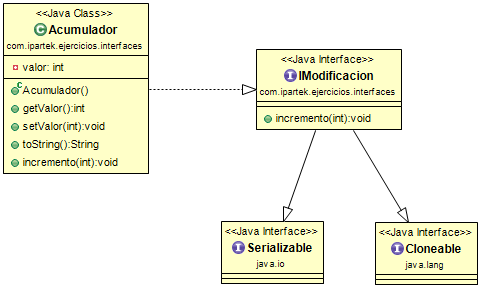 <<Java Class>>
C Acumulador
com.ipartek.ejercicios.interfaces
valor: int
C Acumulador()
getValor():int
setValor(int):void
toString():String
incremento(int):void
<<Java Interface>>
I IModificacion
com.ipartek.ejercicios.interfaces
incremento(int):void
<<Java Interface>>
I Serializable
java.io
<<Java Interface>>
I Cloneable
java.lang